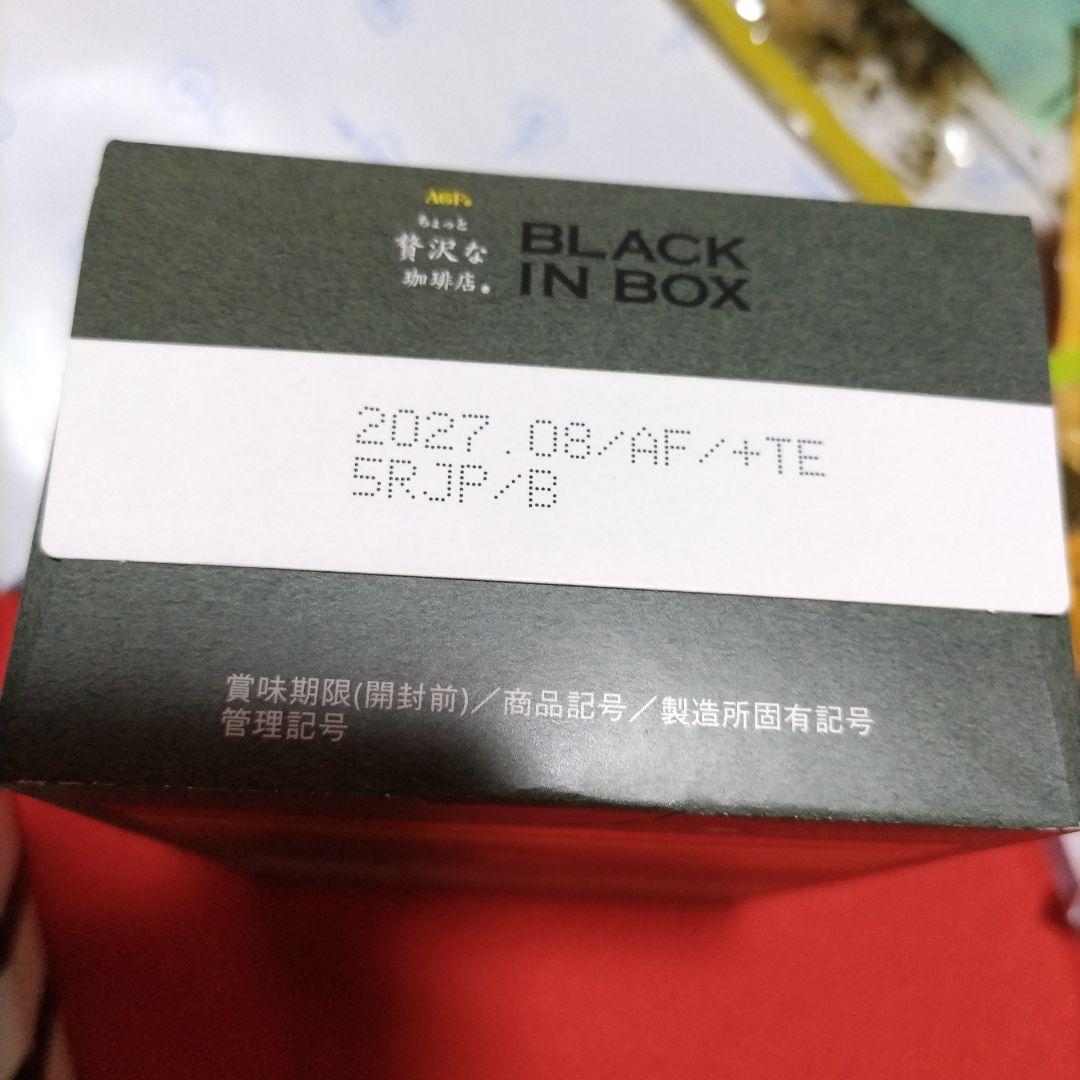 AGF®
ちょっと
贅沢な
珈琲店®
BLACK
IN BOX
2027.08/AF/+TE
5RJP/B
賞味期限(開封前)/商品記号/製造所固有記号
管理記号